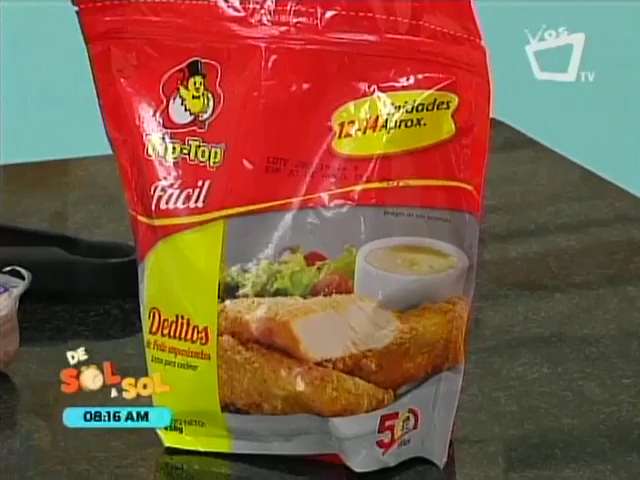 VOS
TV
Unidades
12-14 Aprox.
Tip-Top
Fácil
Deditos
de Pollo empanizados
Listos para cocinar
50
DE
SOL
A SOL
08:16 AM